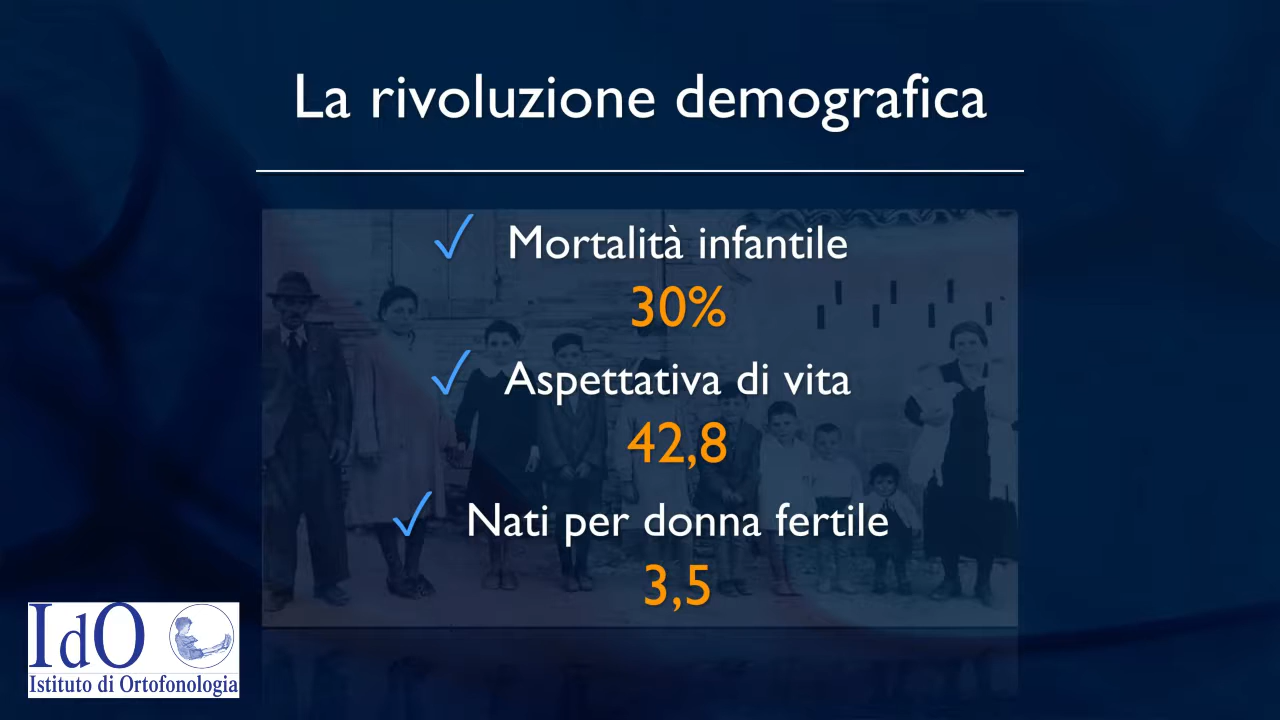 La rivoluzione demografica
✓ Mortalità infantile
30%
✓ Aspettativa di vita
42,8
✓ Nati per donna fertile
3,5
IdO
Istituto di Ortofonologia